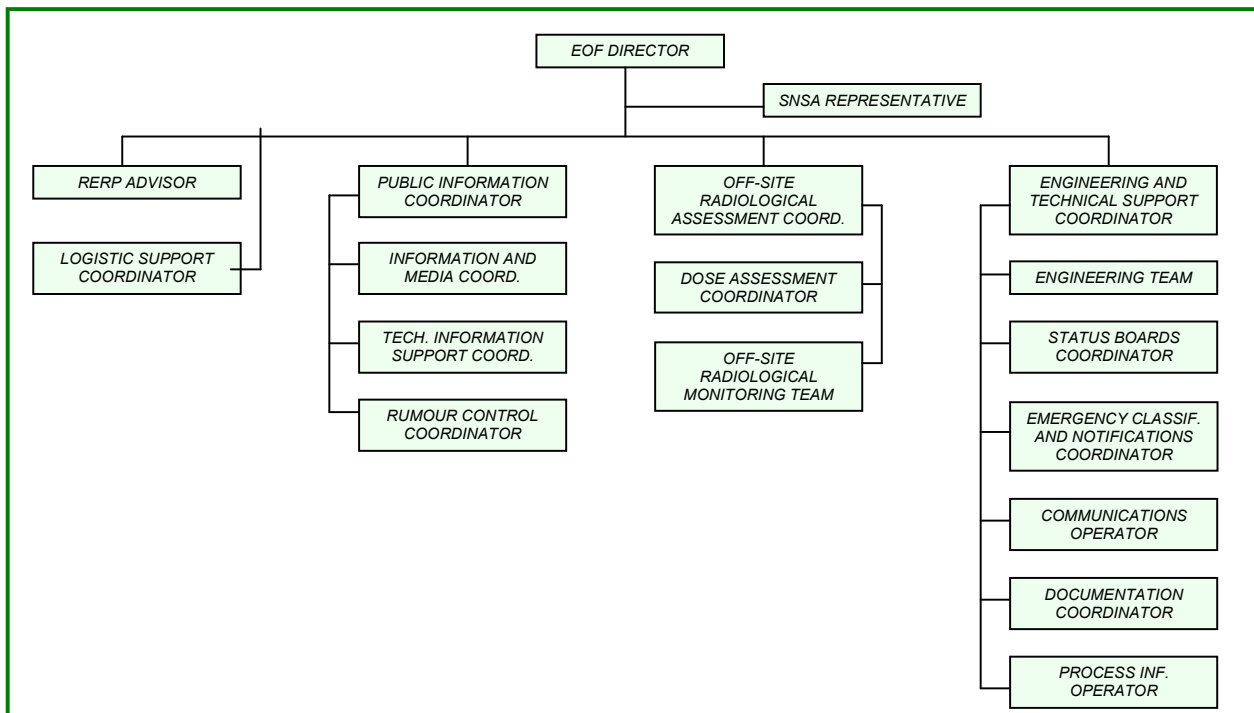 EOF DIRECTOR
SNSA REPRESENTATIVE
RERP ADVISOR
LOGISTIC SUPPORT
COORDINATOR
PUBLIC INFORMATION
COORDINATOR
INFORMATION AND
MEDIA COORD.
TECH. INFORMATION
SUPPORT COORD.
RUMOUR CONTROL
COORDINATOR
OFF-SITE
RADIOLOGICAL
ASSESSMENT COORD.
DOSE ASSESSMENT
COORDINATOR
OFF-SITE
RADIOLOGICAL
MONITORING TEAM
ENGINEERING AND
TECHNICAL SUPPORT
COORDINATOR
ENGINEERING TEAM
STATUS BOARDS
COORDINATOR
EMERGENCY CLASSIF.
AND NOTIFICATIONS
COORDINATOR
COMMUNICATIONS
OPERATOR
DOCUMENTATION
COORDINATOR
PROCESS INF.
OPERATOR